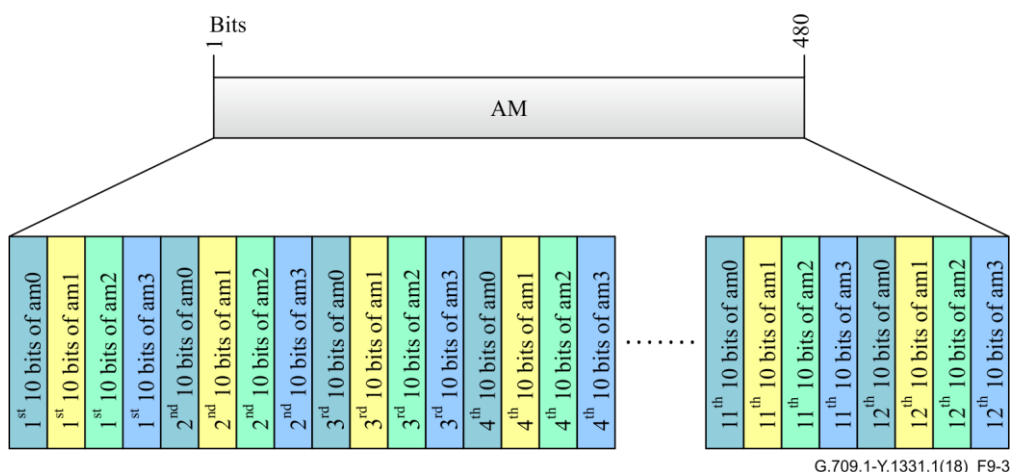 Bits
1
480
AM
1st 10 bits of am0
1st 10 bits of am1
1st 10 bits of am2
1st 10 bits of am3
2nd 10 bits of am0
2nd 10 bits of am1
2nd 10 bits of am2
2nd 10 bits of am3
3rd 10 bits of am0
3rd 10 bits of am1
3rd 10 bits of am2
3rd 10 bits of am3
4th 10 bits of am0
4th 10 bits of am1
4th 10 bits of am2
4th 10 bits of am3
........
11th 10 bits of am0
11th 10 bits of am1
11th 10 bits of am2
11th 10 bits of am3
12th 10 bits of am0
12th 10 bits of am1
12th 10 bits of am2
12th 10 bits of am3
G.709.1-Y.1331.1(18)_F9-3